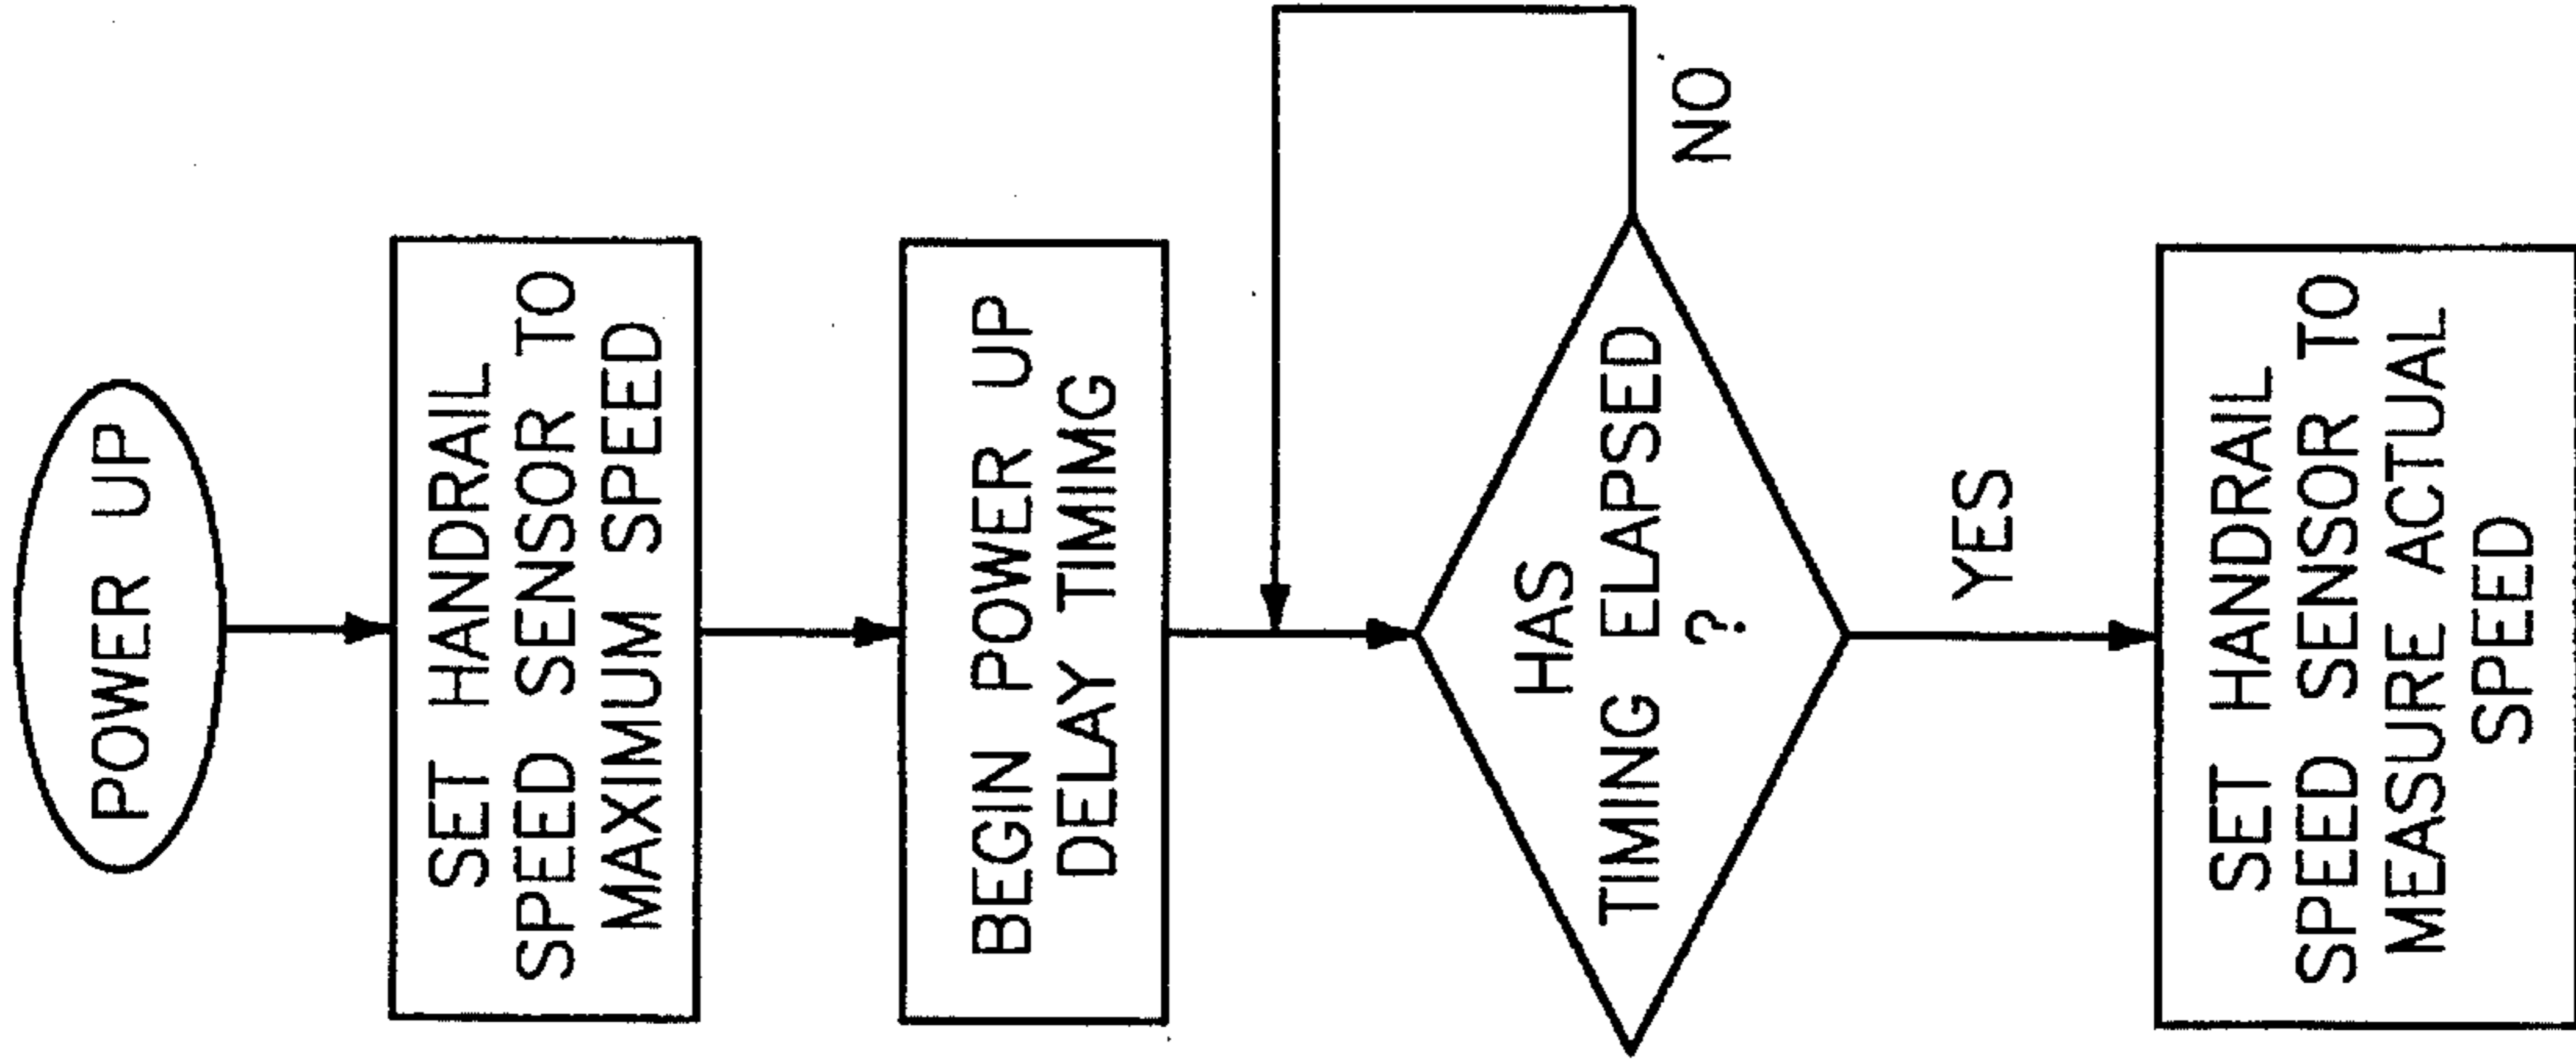 POWER UP
SET HANDRAIL
SPEED SENSOR TO
MAXIMUM SPEED
BEGIN POWER UP
DELAY TIMIMG
HAS
TIMING ELAPSED
?
NO
YES
SET HANDRAIL
SPEED SENSOR TO
MEASURE ACTUAL
SPEED